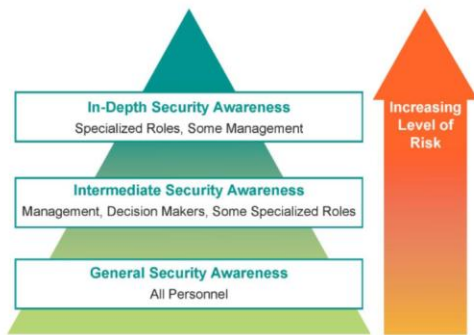 In-Depth Security Awareness
Specialized Roles, Some Management
Increasing
Level of
Risk
Intermediate Security Awareness
Management, Decision Makers, Some Specialized Roles
General Security Awareness
All Personnel